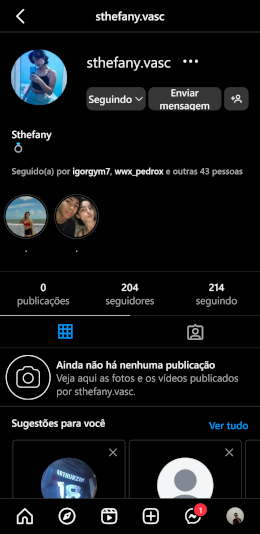 sthefany.vasc
sthefany.vasc
Seguindo
Enviar
mensagem
Sthefany
Seguido(a) por igorgym7, wwx_pedrox e outras 43 pessoas
0
publicações
204
seguidores
214
seguindo
Ainda não há nenhuma publicação
Veja aqui as fotos e os vídeos publicados
por sthefany.vasc.
Sugestões para você
Ver tudo
18
1